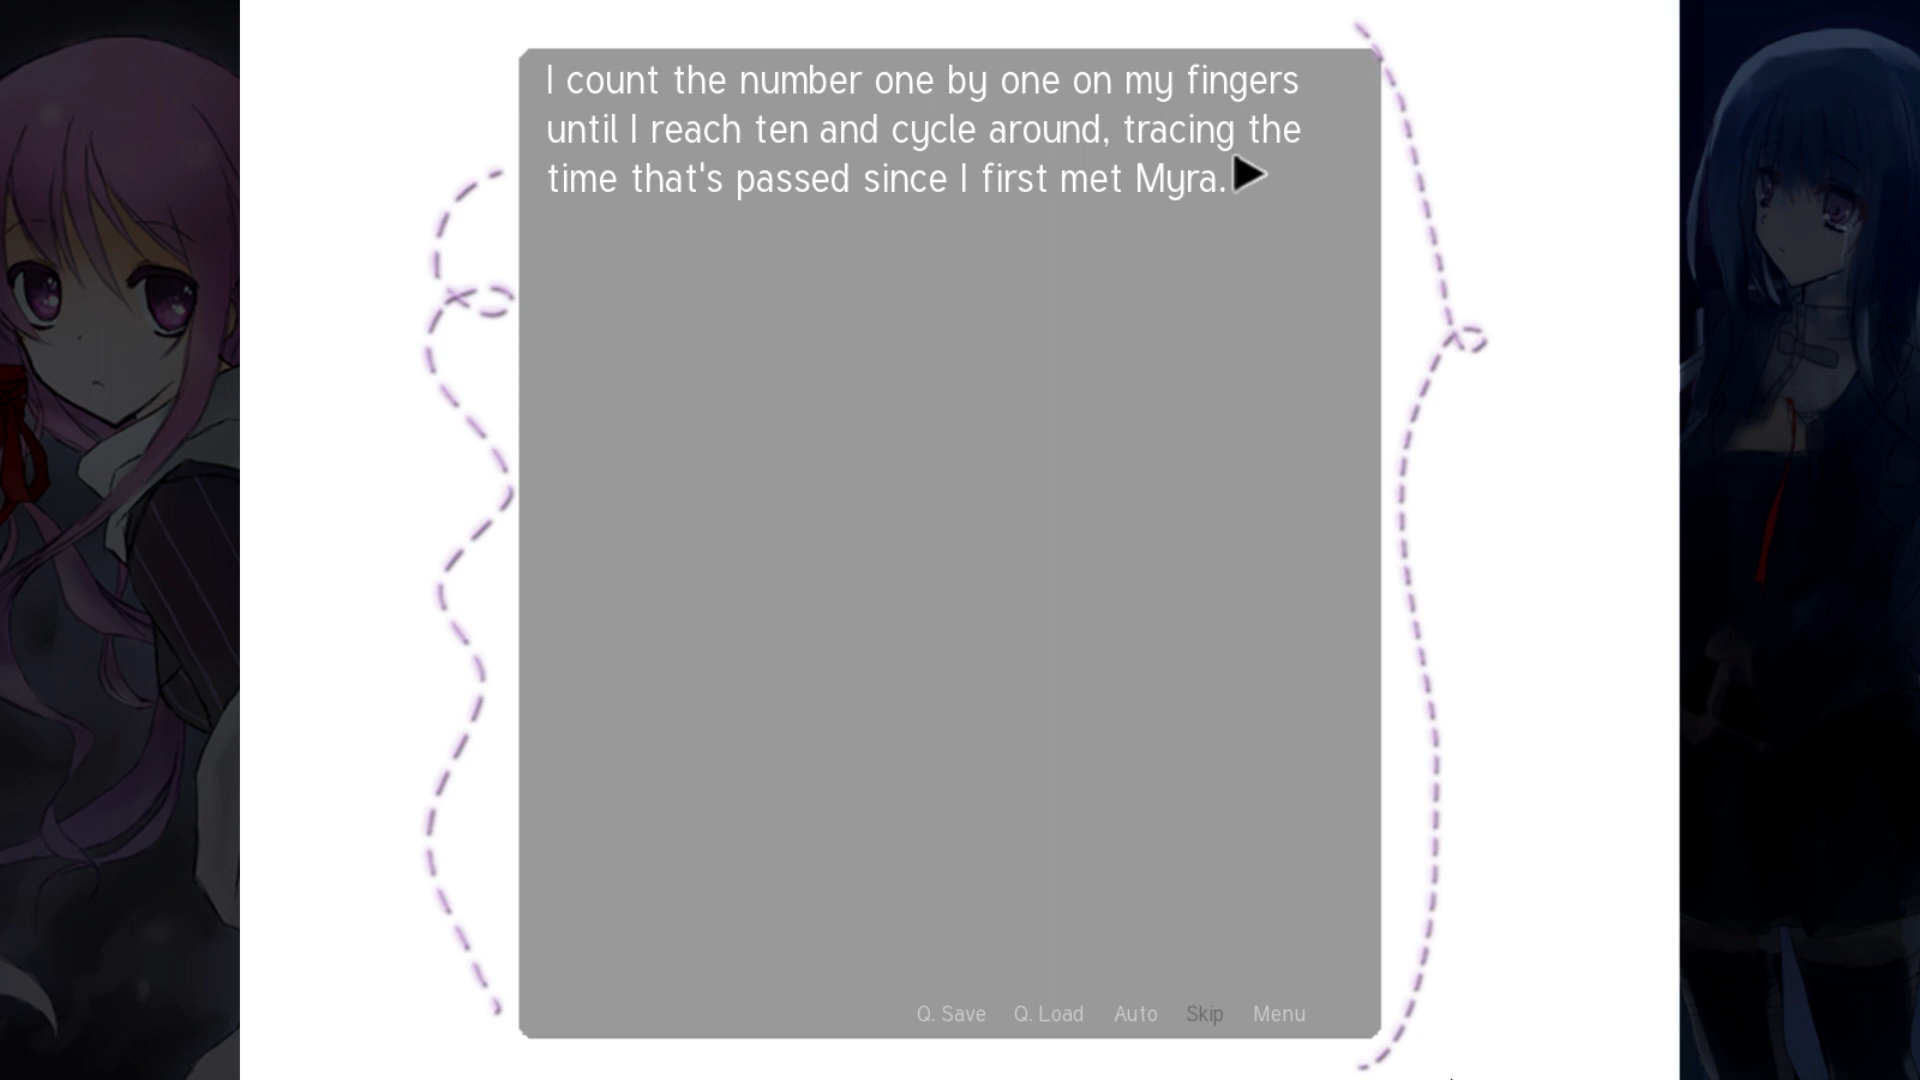 I count the number one by one on my fingers
until I reach ten and cycle around, tracing the
time that's passed since I first met Myra.
Q. Save Q. Load Auto Skip Menu